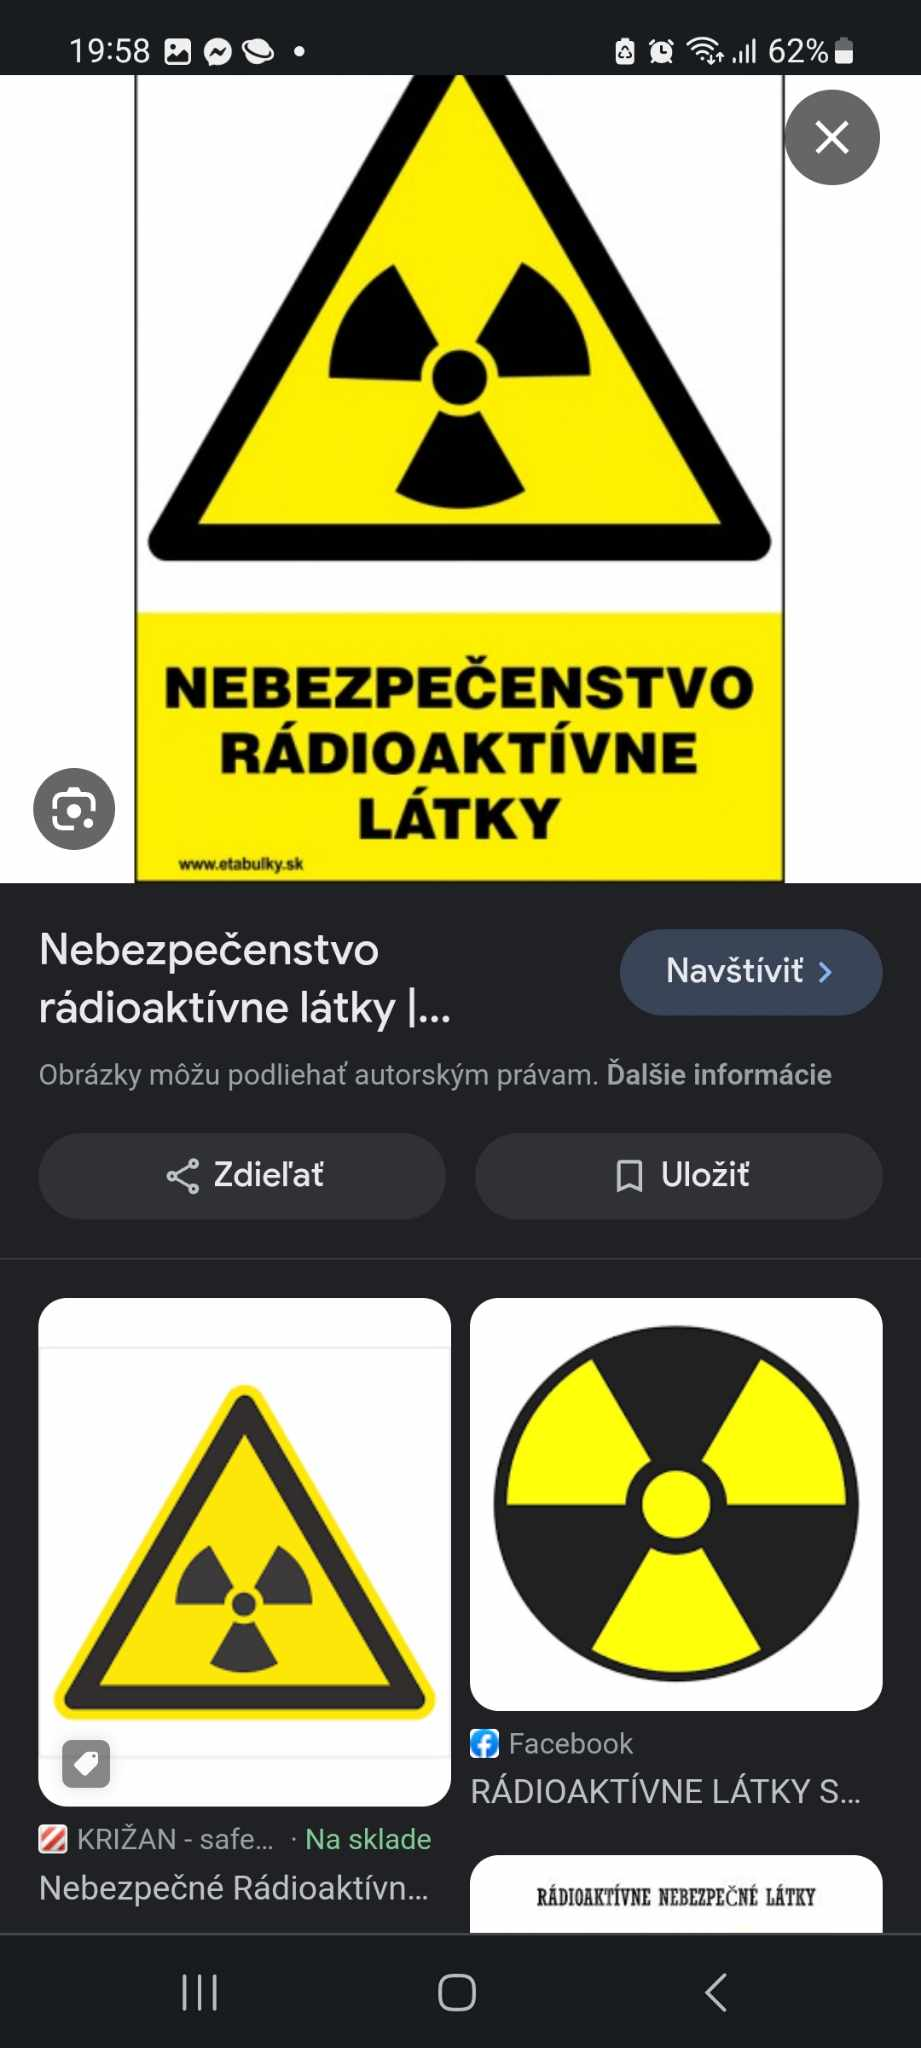 19:58
62%
NEBEZPEČENSTVO
RÁDIOAKTÍVNE
LÁTKY
www.etabulky.sk
Nebezpečenstvo
rádioaktívne látky |...
Navštíviť
Obrázky môžu podliehať autorským právam. Ďalšie informácie
Zdieľať
Uložiť
KRIŽAN - safe... · Na sklade
Nebezpečné Rádioaktívn...
Facebook
RÁDIOAKTÍVNE LÁTKY S...
RÁDIOAKTÍVNE NEBEZPEČNÉ LÁTKY